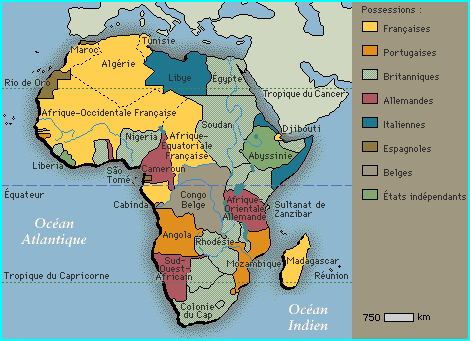 Tunisie
Maroc
Algérie
Libye
Égypte
Rio de Oro
Tropique du Cancer
Afrique-Occidentale Française
Soudan
Djibouti
Nigeria
Afrique-
Équatoriale
Française
Abyssinie
Liberia
Cameroun
São
Tomé
Équateur
Cabinda
Congo
Belge
Afrique-
Orientale
Allemande
Sultanat de
Zanzibar
Océan
Atlantique
Angola
Rhodésie
Mozambique
Madagascar
Réunion
Tropique du Capricorne
Sud-
Ouest-
Africain
Colonie
du Cap
Océan
Indien
Possessions :
Françaises
Portugaises
Britanniques
Allemandes
Italiennes
Espagnoles
Belges
États indépendants
750 km